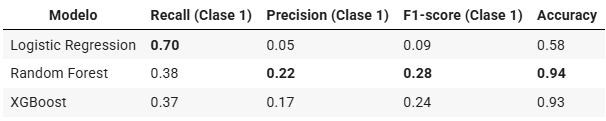 Modelo Recall (Clase 1) Precision (Clase 1) F1-score (Clase 1) Accuracy
Logistic Regression 0.70 0.05 0.09 0.58
Random Forest 0.38 0.22 0.28 0.94
XGBoost 0.37 0.17 0.24 0.93